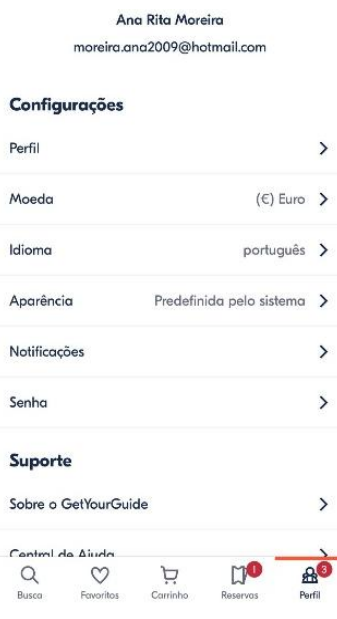 Ana Rita Moreira
moreira.ana2009@hotmail.com
Configurações
Perfil
Moeda (€) Euro
Idioma português
Aparência Predefinida pelo sistema
Notificações
Senha
Suporte
Sobre o GetYourGuide
Central de Ajuda
1 3
Busca Favoritos Carrinho Reservas Perfil